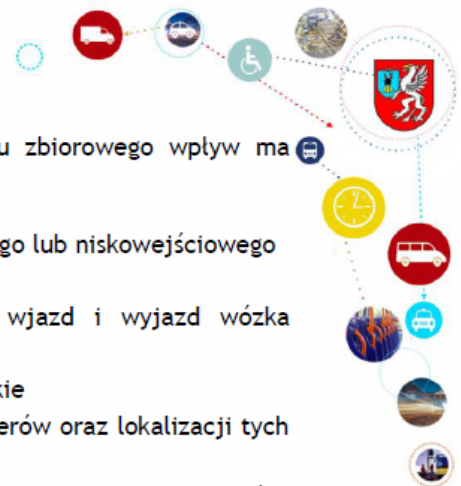 u zbiorowego wpływ ma
go lub niskowejściowego
wjazd i wyjazd wózka
kie
erów oraz lokalizacji tych